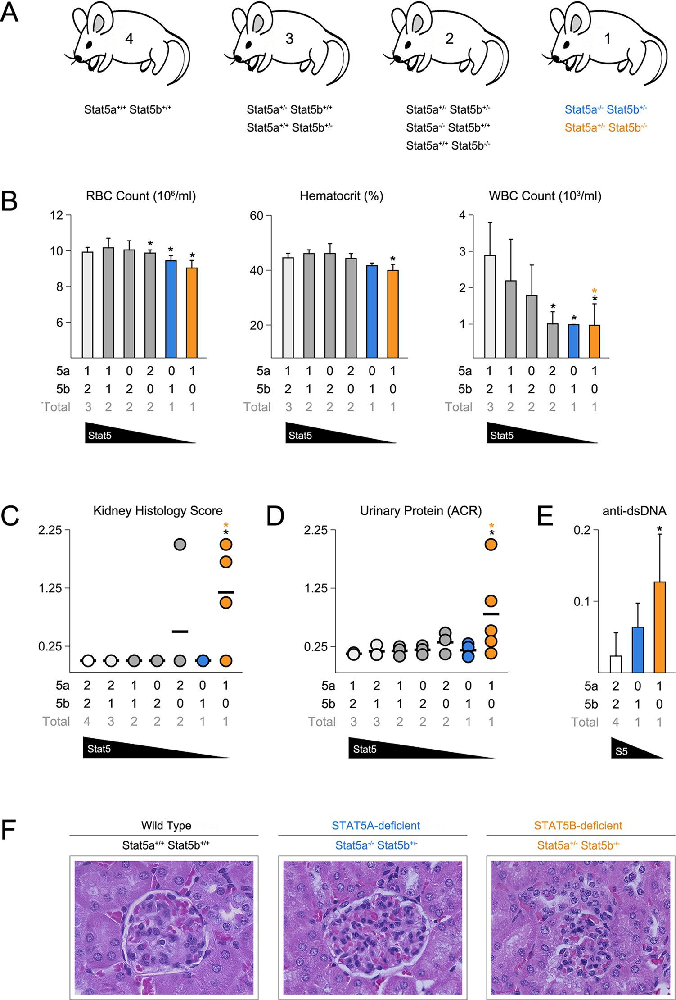 A
4 3 2 1
Stat5a+/+ Stat5b+/+
Stat5a+/- Stat5b+/+
Stat5a+/+ Stat5b+/-
Stat5a+/- Stat5b+/-
Stat5a-/- Stat5b+/+
Stat5a+/+ Stat5b-/-
Stat5a-/- Stat5b+/-
Stat5a+/- Stat5b-/-
B
RBC Count (10⁶/ml)
12
10
* * *
8
6
5a 1 1 0 2 0 1
5b 2 1 2 0 1 0
Total 3 2 2 2 1 1
Stat5
Hematocrit (%)
60
40
*
20
5a 1 1 0 2 0 1
5b 2 1 2 0 1 0
Total 3 2 2 2 1 1
Stat5
WBC Count (10³/ml)
4
3
2
1
* * * *
5a 1 1 0 2 0 1
5b 2 1 2 0 1 0
Total 3 2 2 2 1 1
Stat5
C
Kidney Histology Score
2.25
*
*
1.25
0.25
5a 2 2 1 0 2 0 1
5b 2 1 1 2 0 1 0
Total 4 3 2 2 2 1 1
Stat5
D
Urinary Protein (ACR)
2.25
*
*
1.25
0.25
5a 1 2 1 0 2 0 1
5b 2 1 1 2 0 1 0
Total 3 3 2 2 2 1 1
Stat5
E
anti-dsDNA
0.2
*
0.1
5a 2 0 1
5b 2 1 0
Total 4 1 1
S5
F
Wild Type
Stat5a+/+ Stat5b+/+
STAT5A-deficient
Stat5a-/- Stat5b+/-
STAT5B-deficient
Stat5a+/- Stat5b-/-